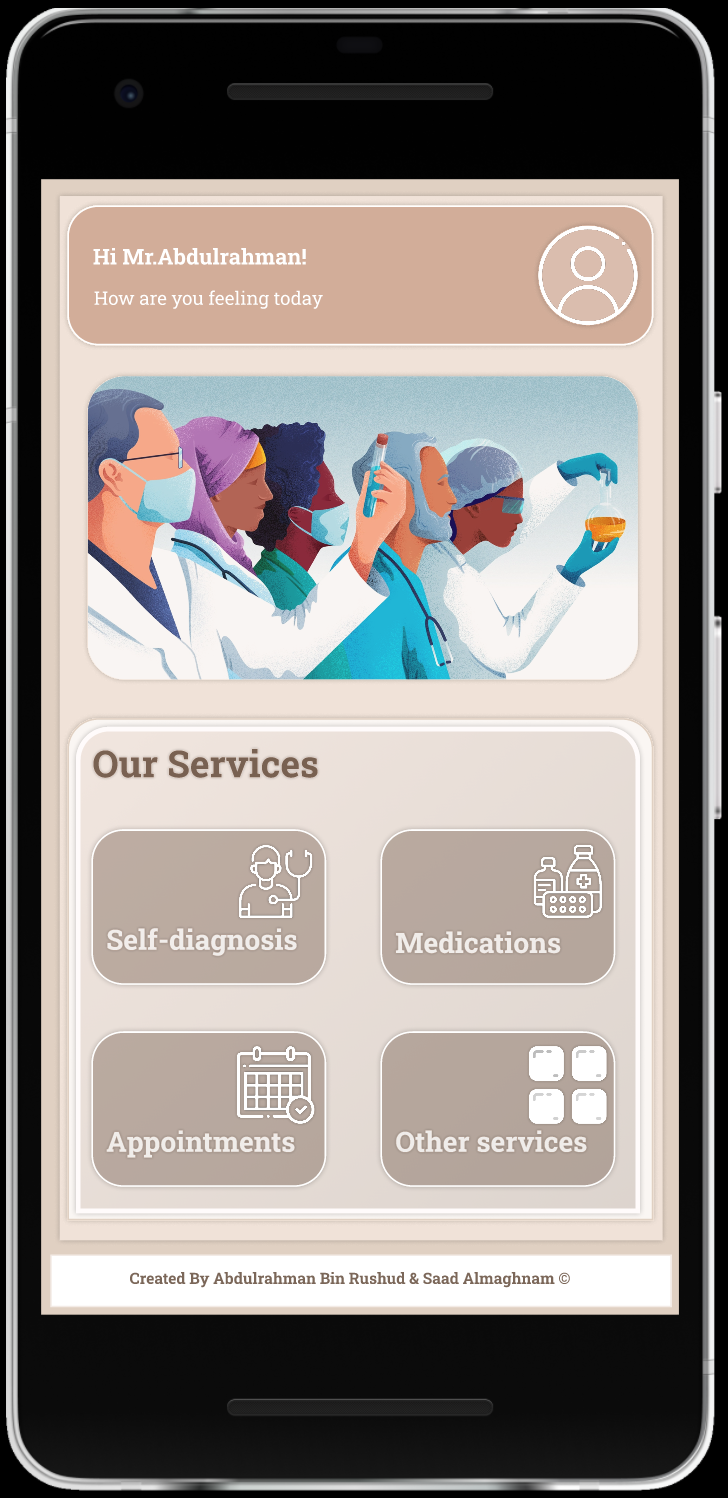 Hi Mr.Abdulrahman!
How are you feeling today
Our Services
Self-diagnosis
Medications
Appointments
Other services
Created By Abdulrahman Bin Rushud & Saad Almaghnam ©